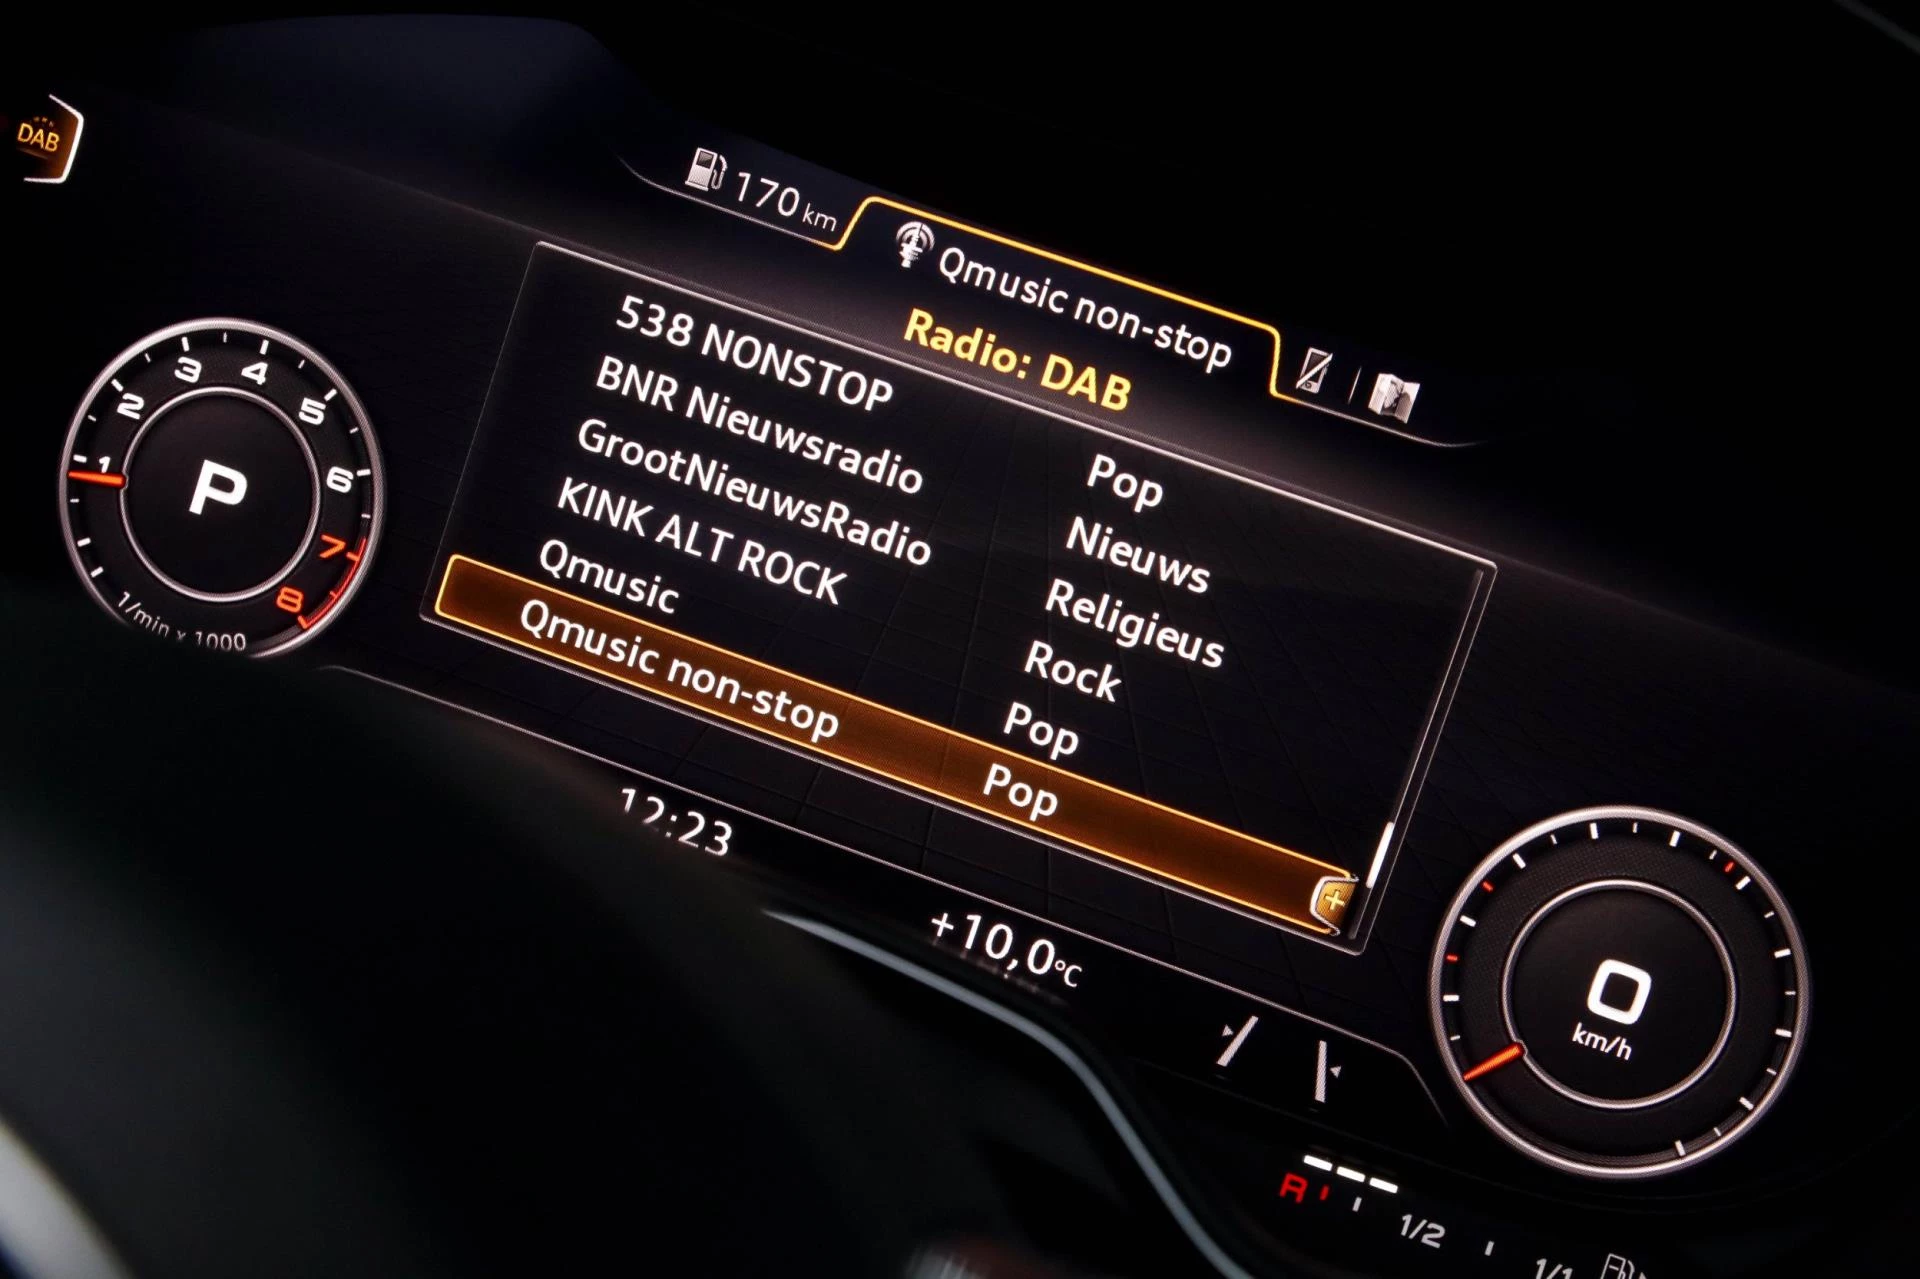 DAB
170 km
Qmusic non-stop
Radio: DAB
538 NONSTOP Pop
BNR Nieuwsradio Nieuws
GrootNieuwsRadio Religieus
KINK ALT ROCK Rock
Qmusic Pop
Qmusic non-stop Pop
+
1 2 3 4 5 6 7 8
P
1/min x 1000
12:23
+10,0°C
0
km/h
R 1/2 1/1